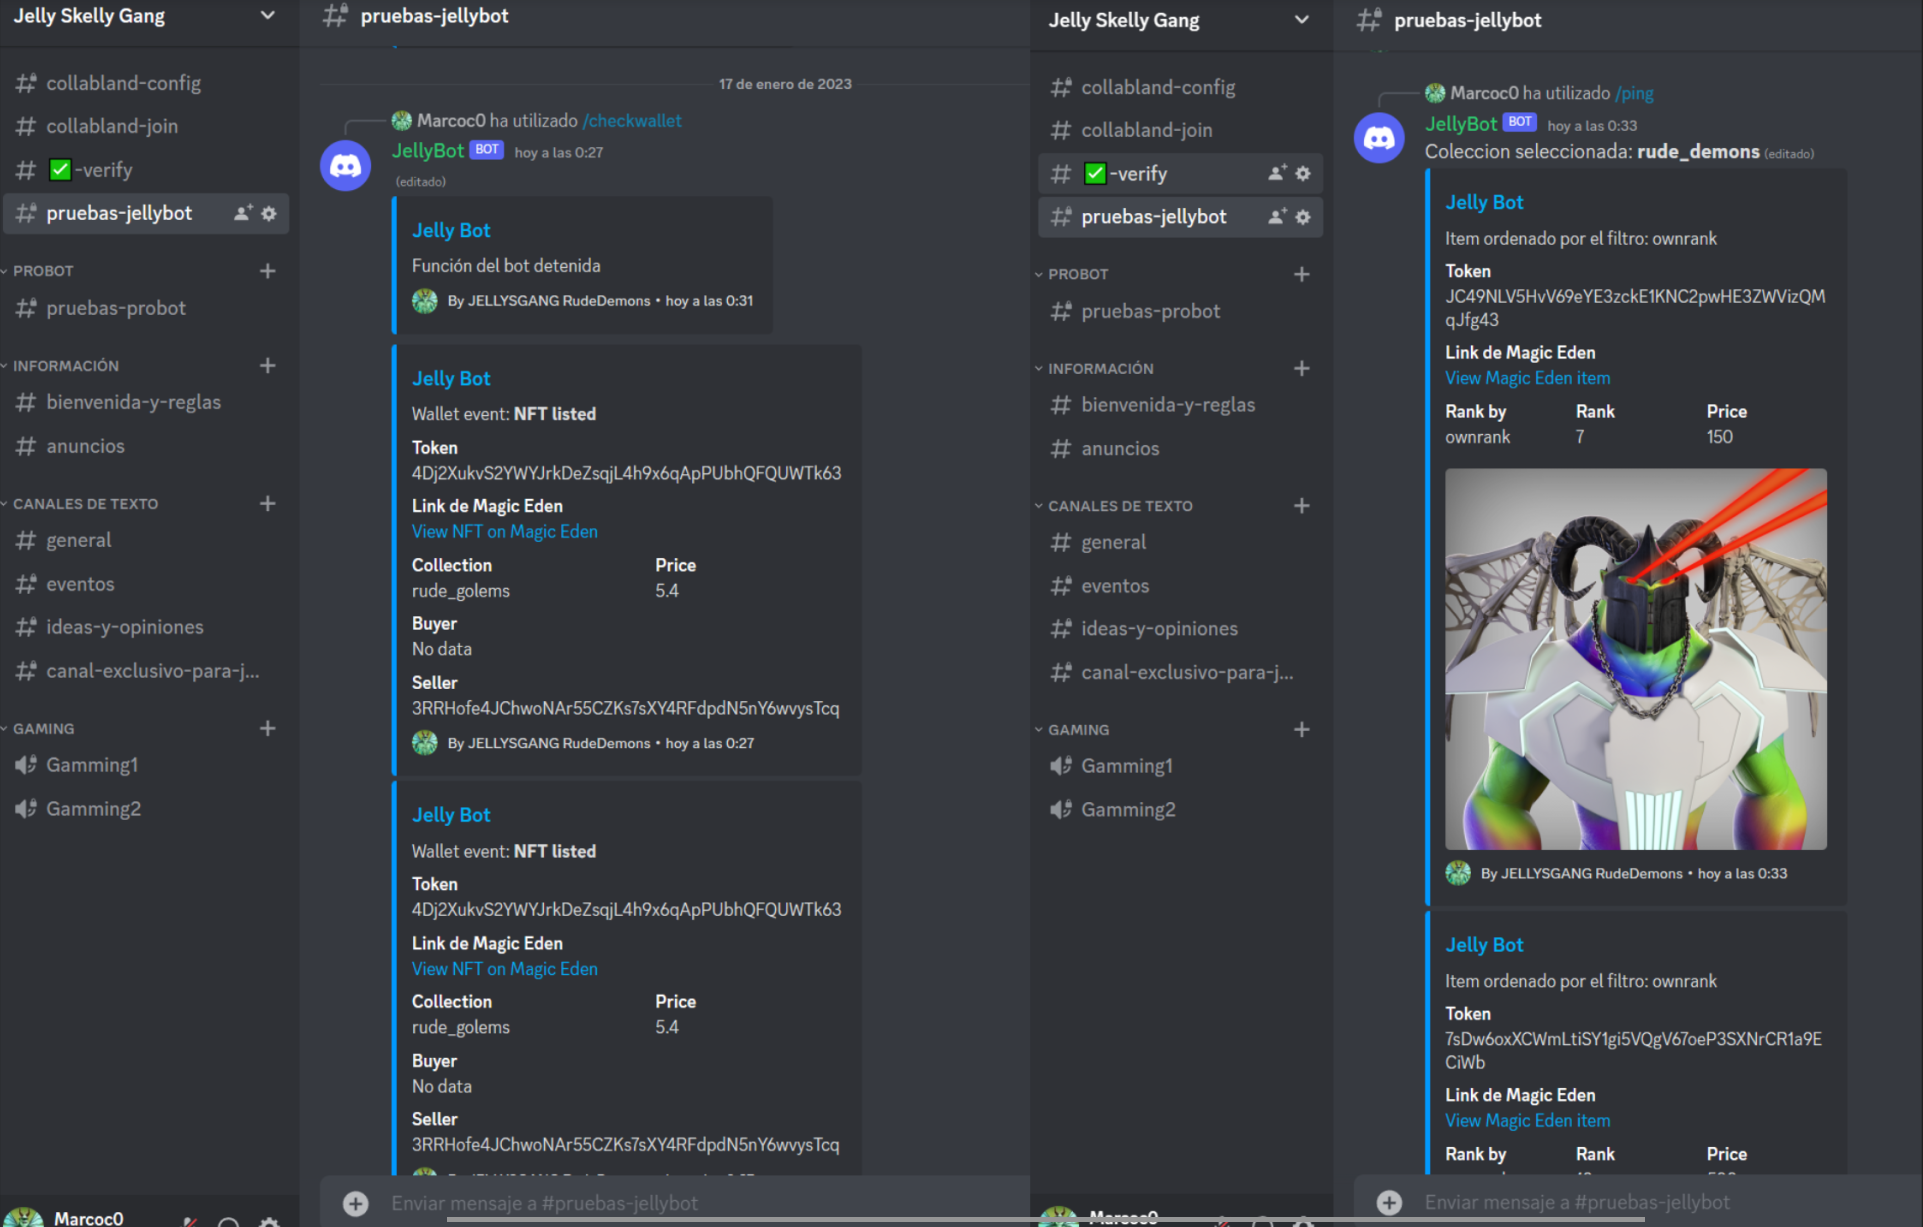 Jelly Skelly Gang
collabland-config
collabland-join
✅-verify
pruebas-jellybot
PROBOT
pruebas-probot
INFORMACIÓN
bienvenida-y-reglas
anuncios
CANALES DE TEXTO
general
eventos
ideas-y-opiniones
canal-exclusivo-para-j...
GAMING
Gamming1
Gamming2
Marcoc0
pruebas-jellybot
17 de enero de 2023
Marcoc0 ha utilizado /checkwallet
JellyBot BOT hoy a las 0:27
(editado)
Jelly Bot
Función del bot detenida
By JELLYSGANG RudeDemons • hoy a las 0:31
Jelly Bot
Wallet event: NFT listed
Token
4Dj2XukvS2YWYJrkDeZsqjL4h9x6qApPUbhQFQUWTk63
Link de Magic Eden
View NFT on Magic Eden
Collection Price
rude_golems 5.4
Buyer
No data
Seller
3RRHofe4JChwoNAr55CZKs7sXY4RFdpdN5nY6wvysTcq
By JELLYSGANG RudeDemons • hoy a las 0:27
Jelly Bot
Wallet event: NFT listed
Token
4Dj2XukvS2YWYJrkDeZsqjL4h9x6qApPUbhQFQUWTk63
Link de Magic Eden
View NFT on Magic Eden
Collection Price
rude_golems 5.4
Buyer
No data
Seller
3RRHofe4JChwoNAr55CZKs7sXY4RFdpdN5nY6wvysTcq
Enviar mensaje a #pruebas-jellybot
Jelly Skelly Gang
collabland-config
collabland-join
✅-verify
pruebas-jellybot
PROBOT
pruebas-probot
INFORMACIÓN
bienvenida-y-reglas
anuncios
CANALES DE TEXTO
general
eventos
ideas-y-opiniones
canal-exclusivo-para-j...
GAMING
Gamming1
Gamming2
Marcoc0
pruebas-jellybot
Marcoc0 ha utilizado /ping
JellyBot BOT hoy a las 0:33
Coleccion seleccionada: rude_demons (editado)
Jelly Bot
Item ordenado por el filtro: ownrank
Token
JC49NLV5HvV69eYE3zckE1KNC2pwHE3ZWVizQM
qJfg43
Link de Magic Eden
View Magic Eden item
Rank by Rank Price
ownrank 7 150
By JELLYSGANG RudeDemons • hoy a las 0:33
Jelly Bot
Item ordenado por el filtro: ownrank
Token
7sDw6oxXCWmLtiSY1gi5VQgV67oeP3SXNrCR1a9E
CiWb
Link de Magic Eden
View Magic Eden item
Rank by Rank Price
Enviar mensaje a #pruebas-jellybot